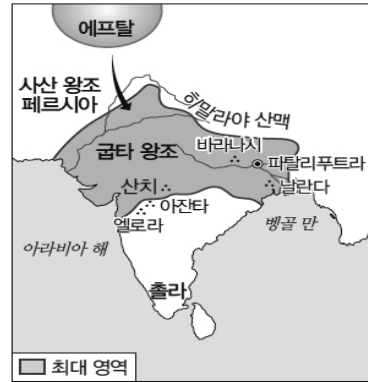 에프탈
사산 왕조
페르시아
히말라야 산맥
바라나시
굽타 왕조
파탈리푸트라
산치
날란다
아잔타
엘로라
벵골 만
아라비아 해
촐라
최대 영역